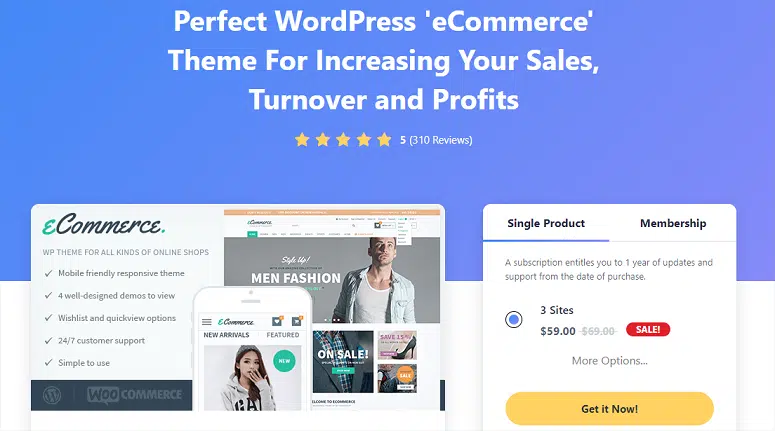 Perfect WordPress 'eCommerce'
Theme For Increasing Your Sales,
Turnover and Profits
5 (310 Reviews)
eCommerce.
WP THEME FOR ALL KINDS OF ONLINE SHOPS
Mobile friendly responsive theme
4 well-designed demos to view
Wishlist and quickview options
24/7 customer support
Simple to use
WOO COMMERCE
eCommerce.
Style Up!
MEN FASHION
eCommerce.
NEW ARRIVALS
FEATURED
NEW
ON SALE!
SAVE 15%
SALE
WELCOME TO ECOMMERCE
Single Product
Membership
A subscription entitles you to 1 year of updates and
support from the date of purchase.
3 Sites
$59.00 $69.00 SALE!
More Options...
Get it Now!